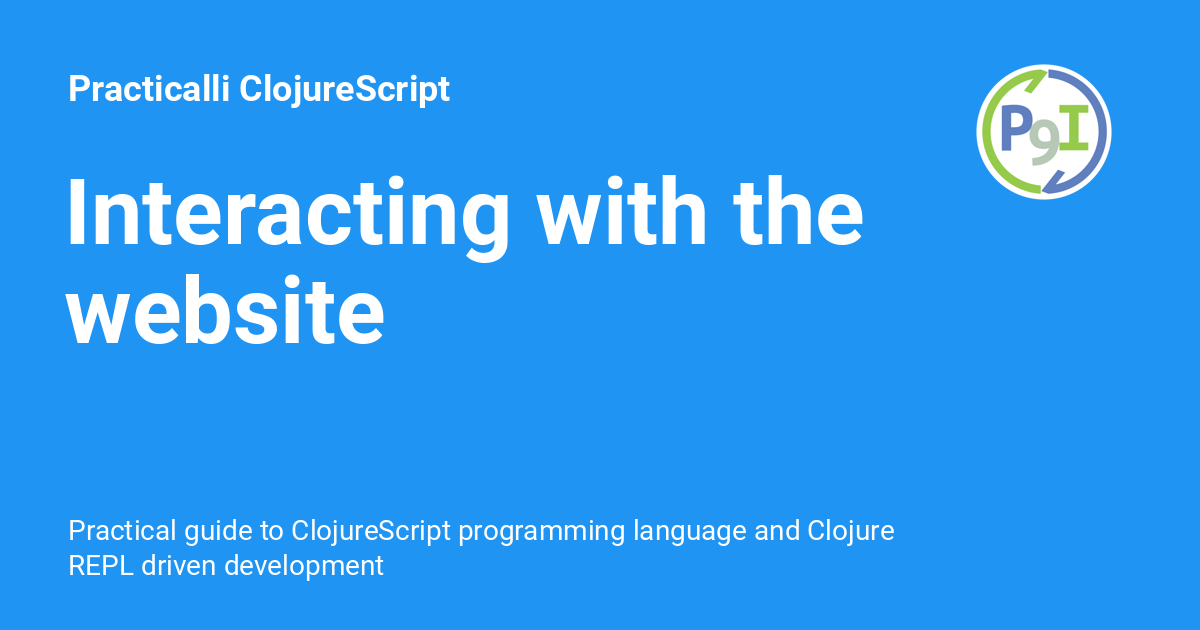 Practicalli ClojureScript
P9I
Interacting with the
website
Practical guide to ClojureScript programming language and Clojure
REPL driven development